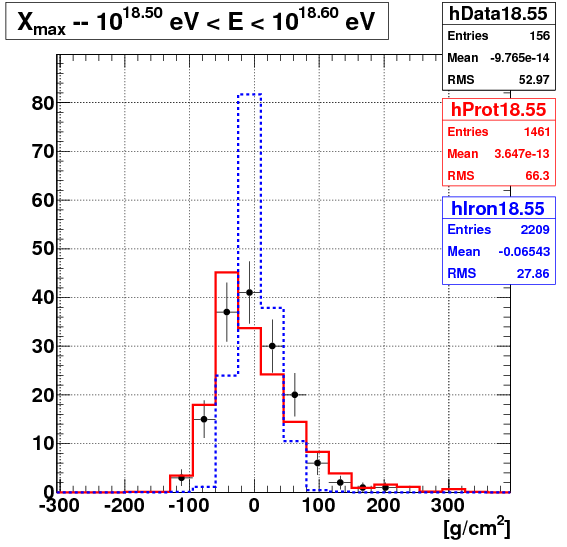 X_max -- 10^18.50 eV < E < 10^18.60 eV
hData18.55
Entries 156
Mean -9.765e-14
RMS 52.97
hProt18.55
Entries 1461
Mean 3.647e-13
RMS 66.3
hIron18.55
Entries 2209
Mean -0.06543
RMS 27.86
80
70
60
50
40
30
20
10
0
-300 -200 -100 0 100 200 300
[g/cm^2]